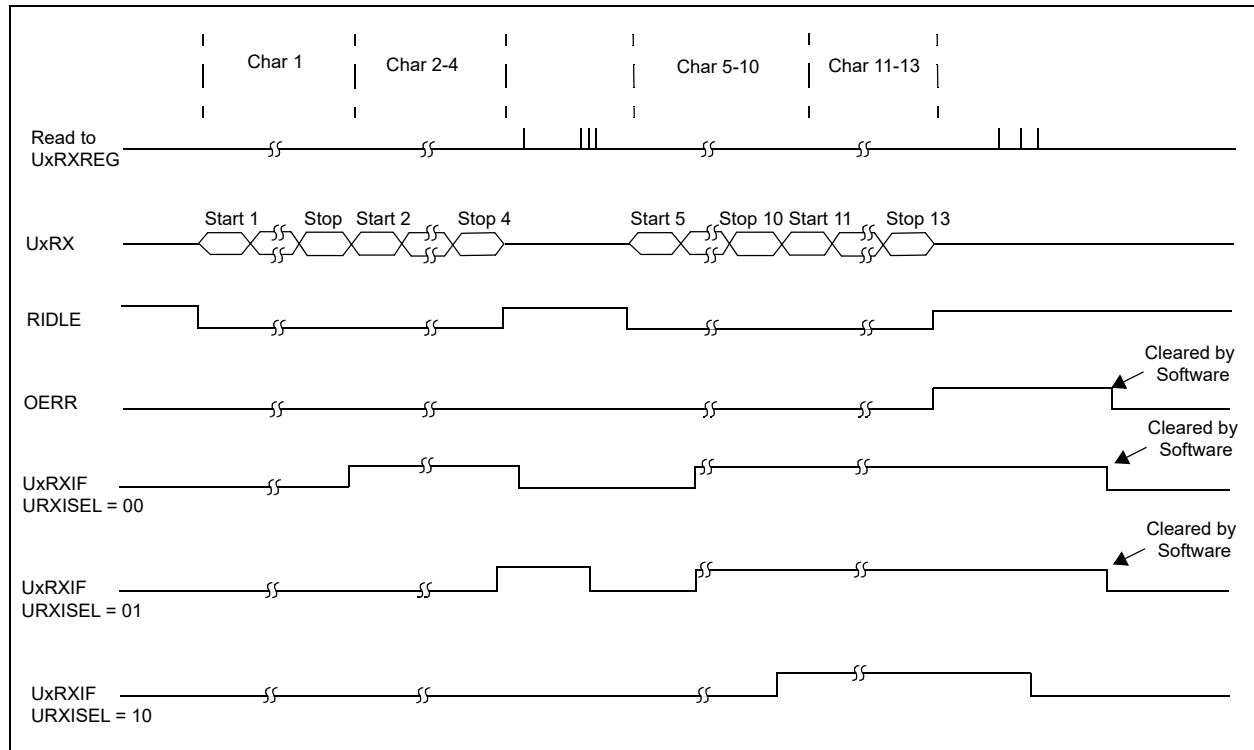 Char 1
Char 2-4
Char 5-10
Char 11-13
Read to
UxRXREG
Start 1
Stop
Start 2
Stop 4
Start 5
Stop 10
Start 11
Stop 13
UxRX
RIDLE
Cleared by
Software
OERR
Cleared by
Software
UxRXIF
URXISEL = 00
Cleared by
Software
UxRXIF
URXISEL = 01
UxRXIF
URXISEL = 10